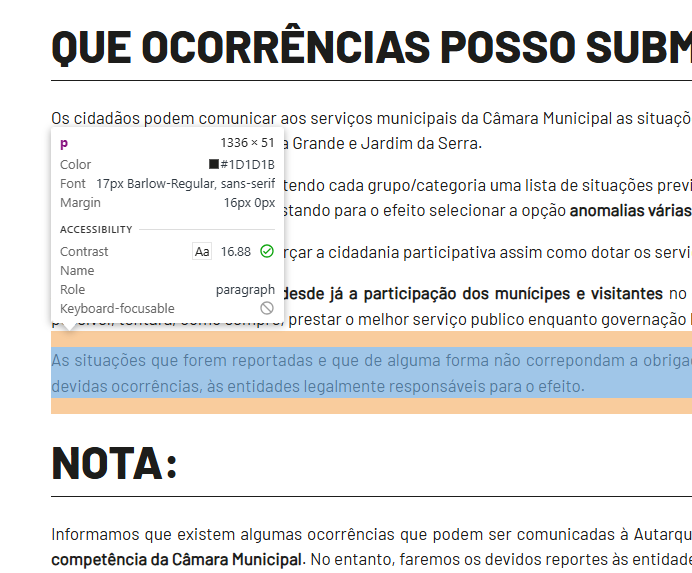 QUE OCORRÊNCIAS POSSO SUBM
Os cidadãos podem comunicar aos serviços municipais da Câmara Municipal as situaçõ
a Grande e Jardim da Serra.
tendo cada grupo/categoria uma lista de situações previ
stando para o efeito selecionar a opção anomalias várias
rçar a cidadania participativa assim como dotar os servi
desde já a participação dos munícipes e visitantes no
prestar o melhor serviço publico enquanto governação
p 1336 × 51
Color #1D1D1B
Font 17px Barlow-Regular, sans-serif
Margin 16px 0px
ACCESSIBILITY
Contrast Aa 16.88
Name
Role paragraph
Keyboard-focusable
As situações que forem reportadas e que de alguma forma não correpondam a obriga
devidas ocorrências, às entidades legalmente responsáveis para o efeito.
NOTA:
Informamos que existem algumas ocorrências que podem ser comunicadas à Autarqu
competência da Câmara Municipal. No entanto, faremos os devidos reportes às entidade